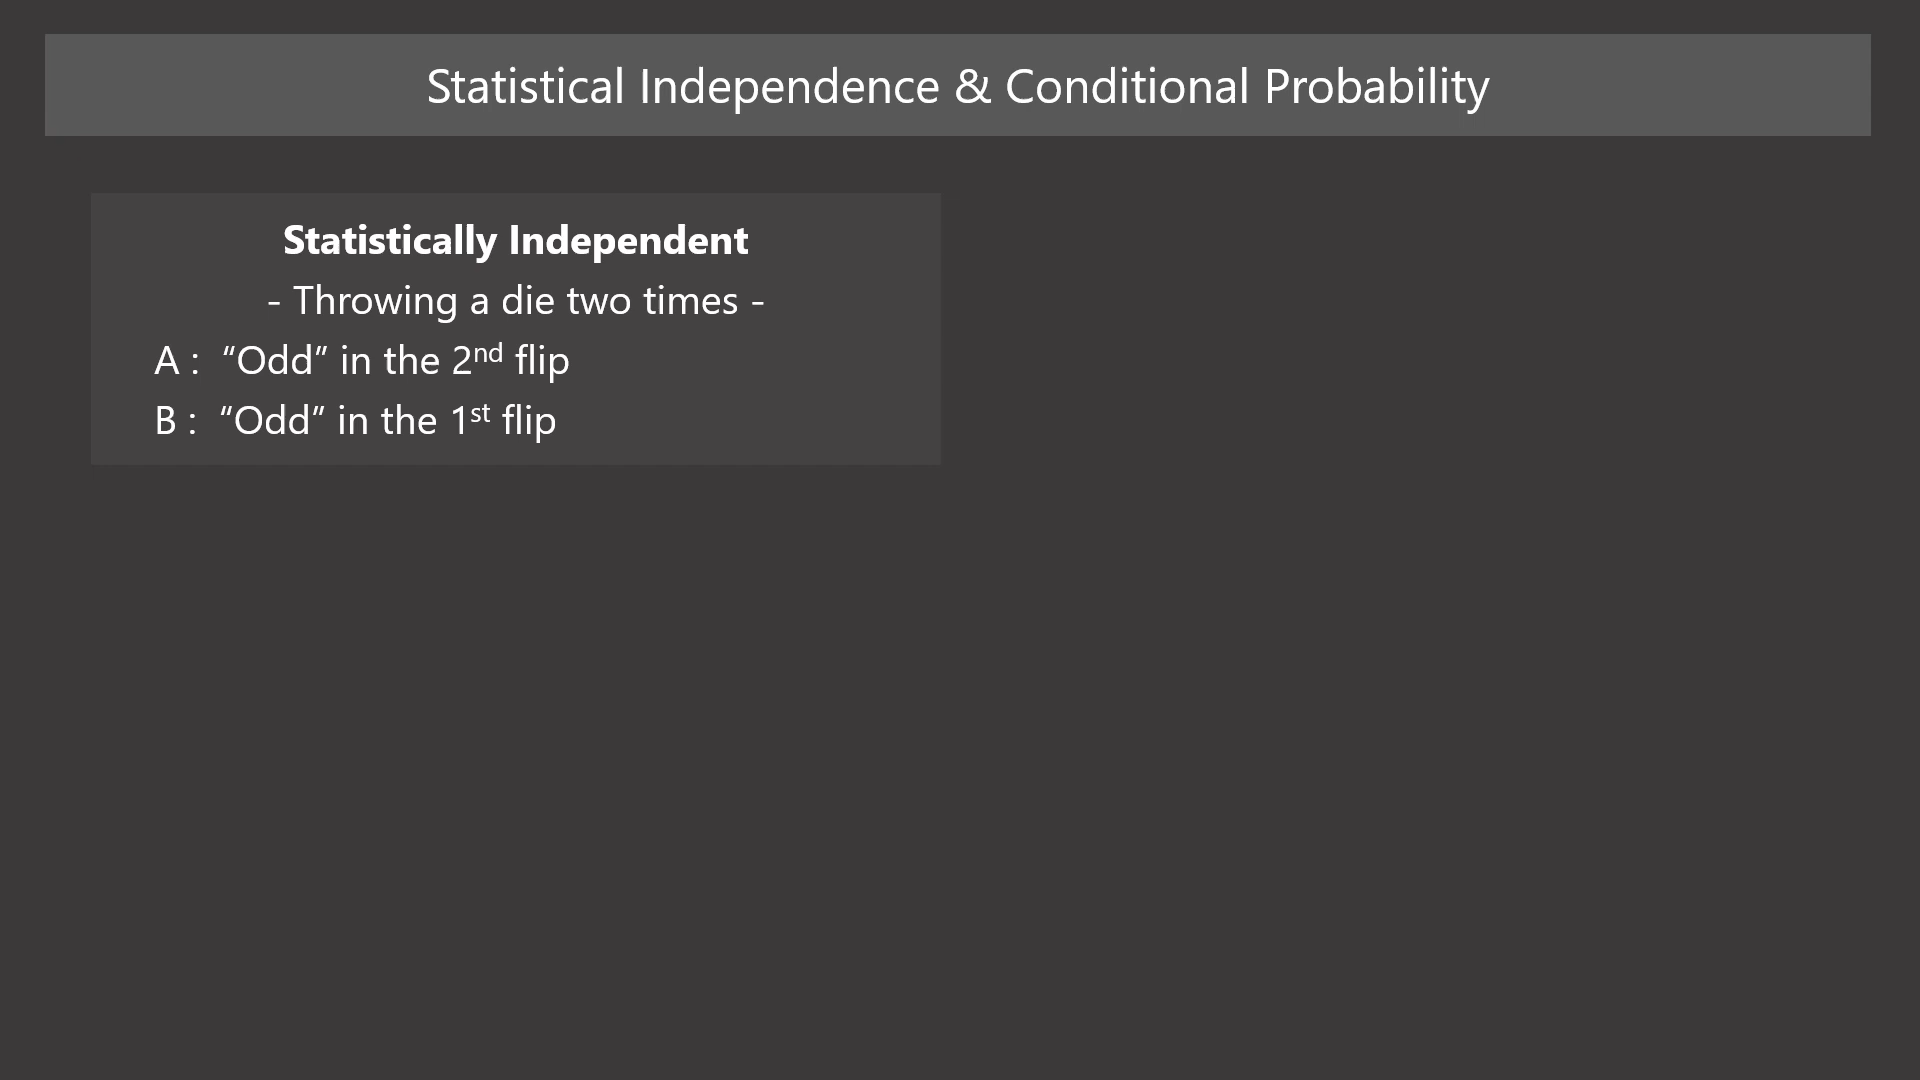 Statistical Independence & Conditional Probability
Statistically Independent
- Throwing a die two times -
A :  “Odd” in the 2nd flip
B :  “Odd” in the 1st flip